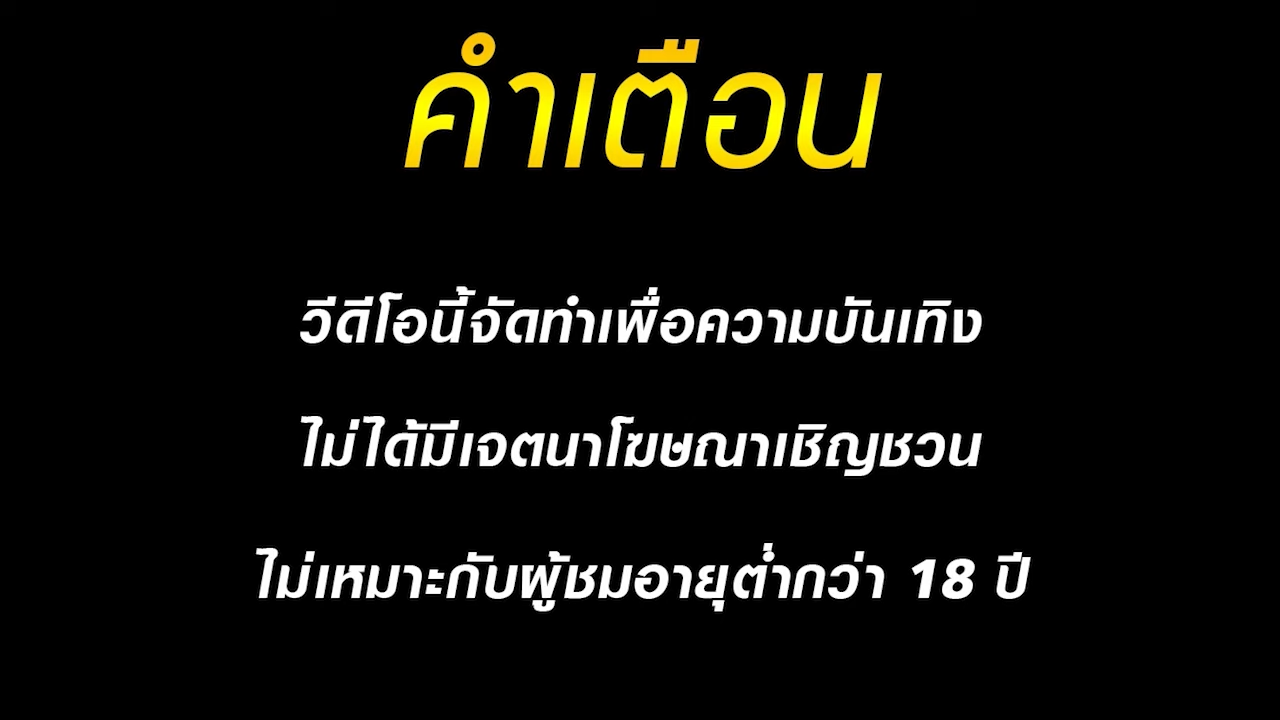 คำเตือน
วีดีโอนี้จัดทำเพื่อความบันเทิง
ไม่ได้มีเจตนาโฆษณาเชิญชวน
ไม่เหมาะกับผู้ชมอายุต่ำกว่า 18 ปี